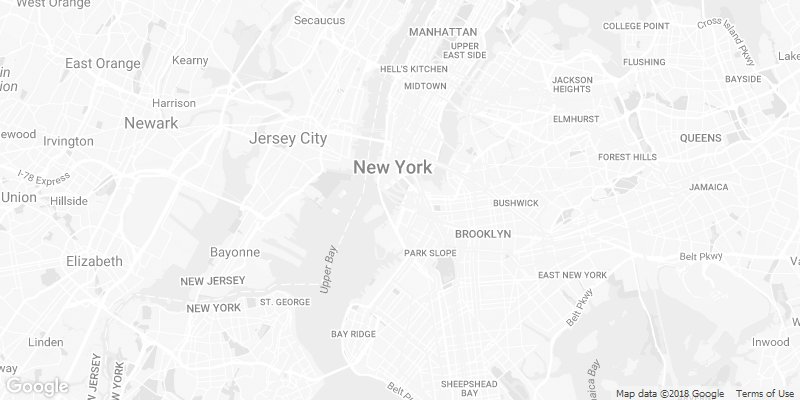 West Orange
Secaucus
MANHATTAN
COLLEGE POINT
Cross Island Pkwy
UPPER
EAST SIDE
Kearny
East Orange
HELL'S KITCHEN
FLUSHING
MIDTOWN
JACKSON
HEIGHTS
BAYSIDE
Harrison
Newark
ELMHURST
Irvington
Jersey City
QUEENS
New York
FOREST HILLS
I-78 Express
JAMAICA
Union
Hillside
BUSHWICK
BROOKLYN
Bayonne
PARK SLOPE
Elizabeth
Upper Bay
Belt Pkwy
NEW JERSEY
EAST NEW YORK
NEW YORK
ST. GEORGE
Belt Pkwy
BAY RIDGE
Linden
Inwood
NEW JERSEY
NEW YORK
SHEEPSHEAD
BAY
Google
Map data ©2018 Google
Terms of Use